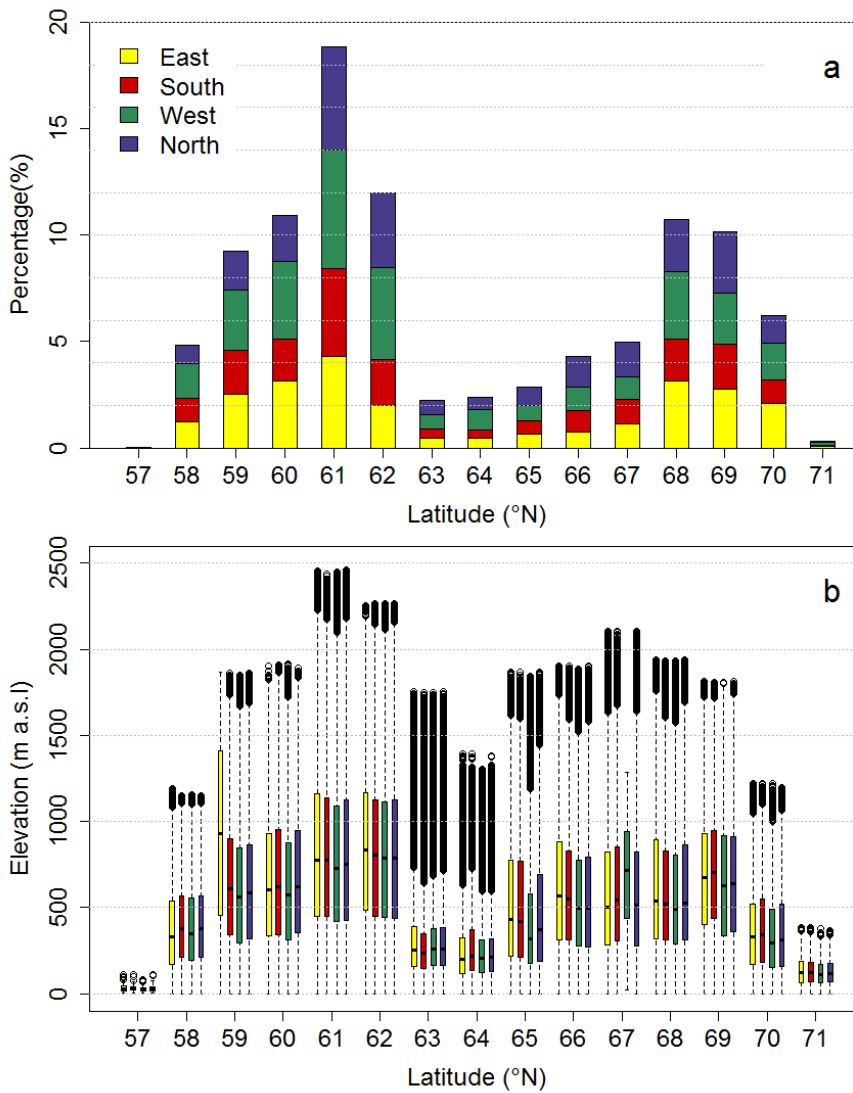 20
15
10
5
0
Percentage(%)
East
South
West
North
a
57 58 59 60 61 62 63 64 65 66 67 68 69 70 71
Latitude (°N)
2500
2000
1500
1000
500
0
Elevation (m a.s.l)
b
57 58 59 60 61 62 63 64 65 66 67 68 69 70 71
Latitude (°N)